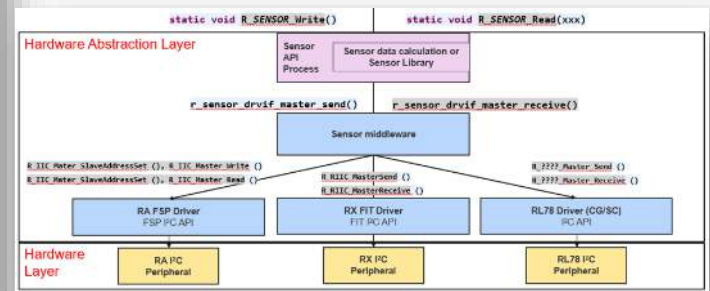 static void R_SENSOR_Write()
static void R_SENSOR_Read(xxx)
Hardware Abstraction Layer
Sensor
API
Process
Sensor data calculation or
Sensor Library
r_sensor_drvif_master_send()
r_sensor_drvif_master_receive()
Sensor middleware
R_IIC_Mater_SlaveAddressSet (), R_IIC_Master_Write ()
R_IIC_Mater_SlaveAddressSet (), R_IIC_Master_Read ()
R_RIIC_MasterSend ()
R_RIIC_MasterReceive ()
R_????_Master_Send ()
R_????_Master_Receive ()
RA FSP Driver
FSP I²C API
RX FIT Driver
FIT I²C API
RL78 Driver (CG/SC)
I²C API
Hardware
Layer
RA I²C
Peripheral
RX I²C
Peripheral
RL78 I²C
Peripheral